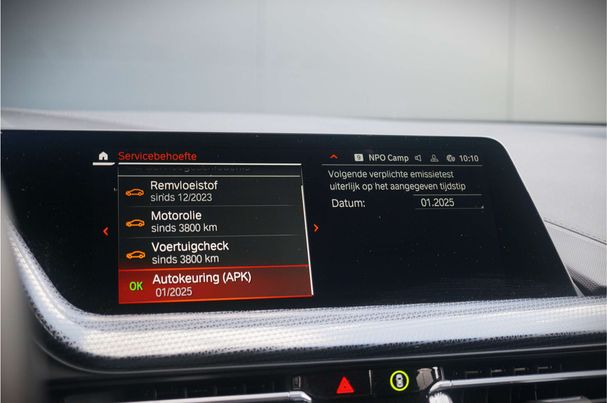 Servicebehoefte
NPO Camp 10:10
Remvloeistof
sinds 12/2023
Motorolie
sinds 3800 km
Voertuigcheck
sinds 3800 km
OK Autokeuring (APK)
01/2025
Volgende verplichte emissietest
uiterlijk op het aangegeven tijdstip
Datum: 01.2025